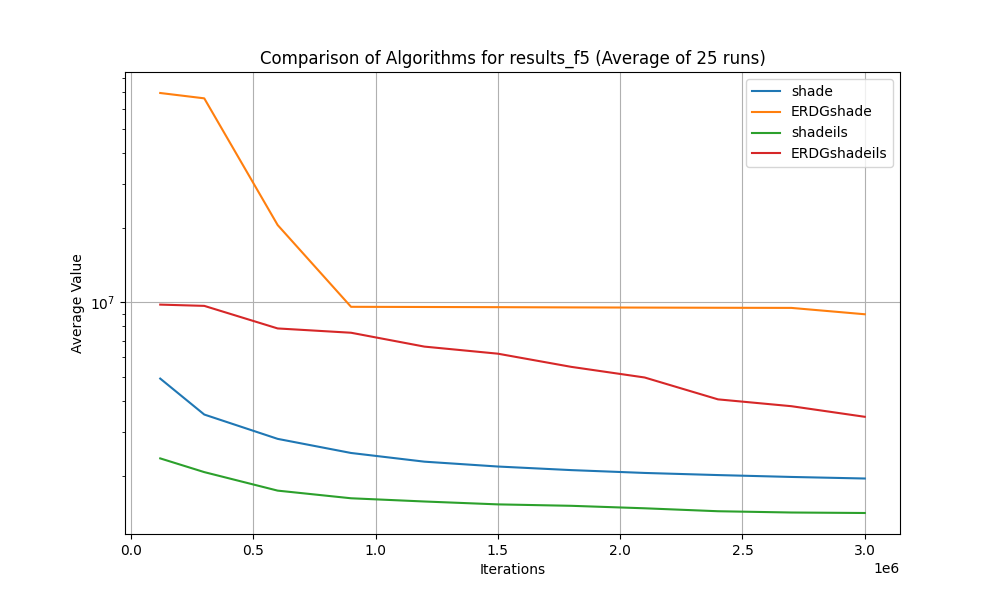 Comparison of Algorithms for results_f5 (Average of 25 runs)
shade
ERDGshade
shadeils
ERDGshadeils
Average Value
10^7
0.0 0.5 1.0 1.5 2.0 2.5 3.0
1e6
Iterations